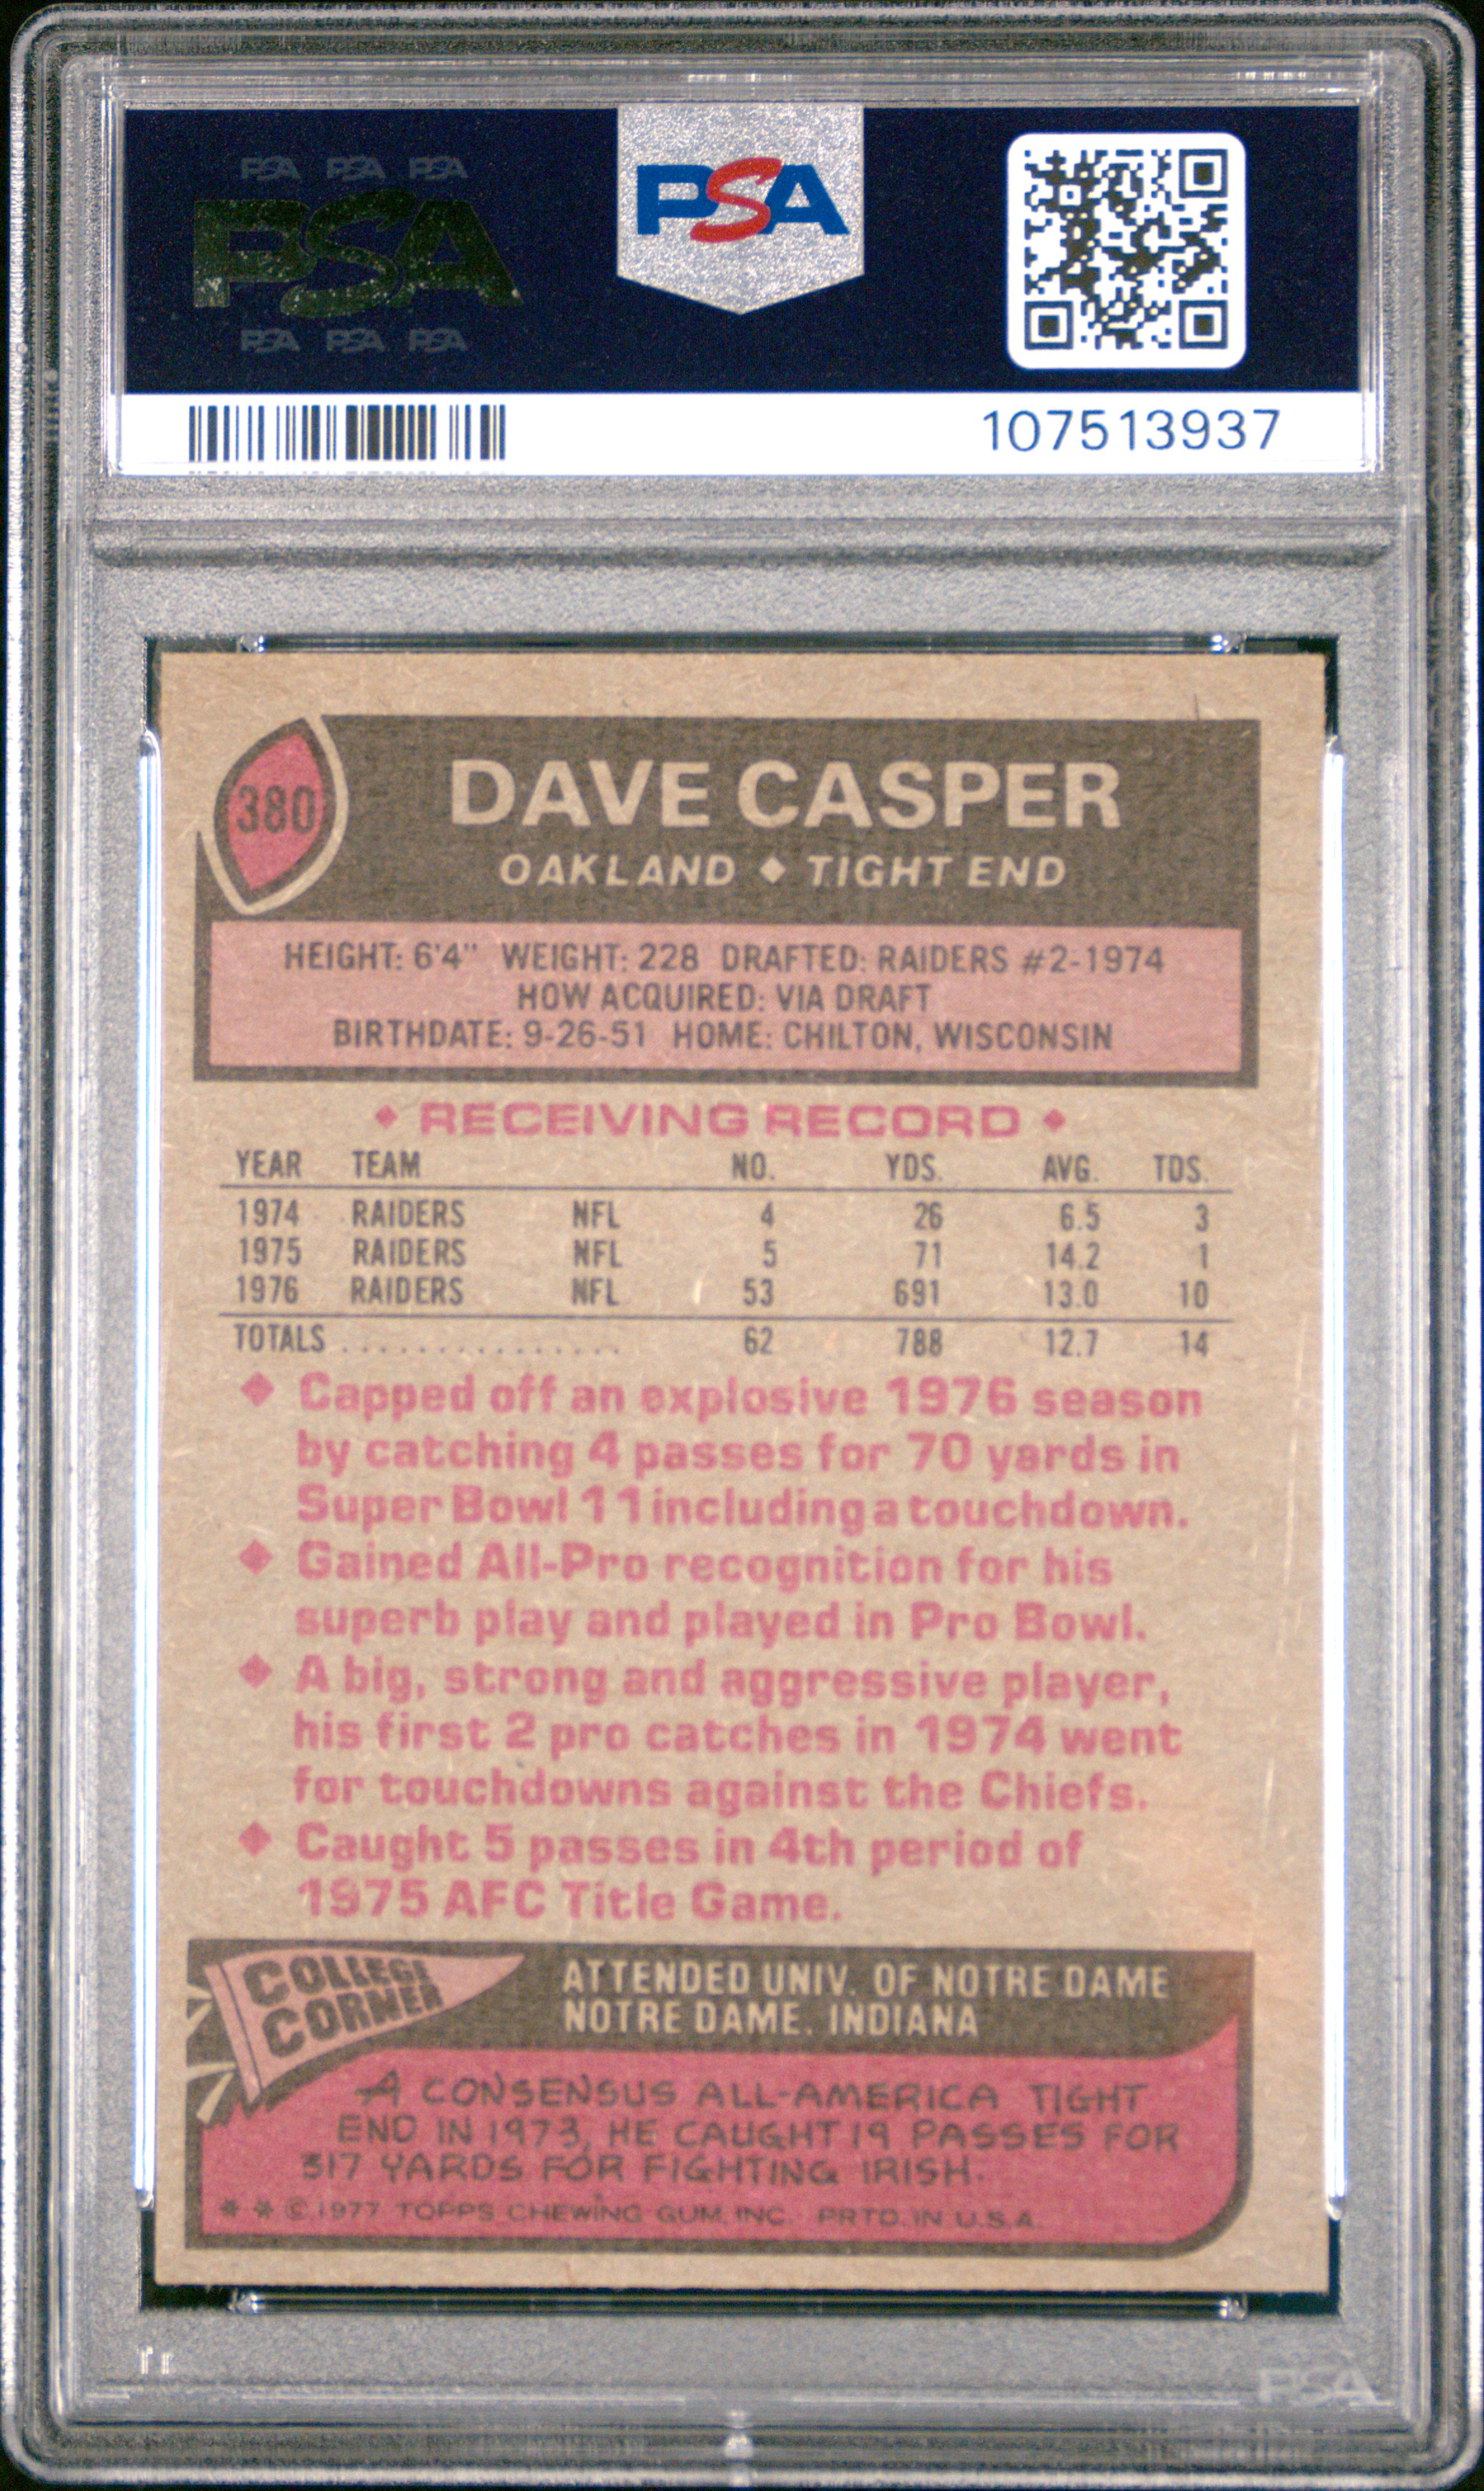 PSA PSA PSA
PSA
PSA PSA PSA
PSA
107513937
380
DAVE CASPER
OAKLAND ◆ TIGHT END
HEIGHT: 6'4" WEIGHT: 228 DRAFTED: RAIDERS #2-1974
HOW ACQUIRED: VIA DRAFT
BIRTHDATE: 9-26-51 HOME: CHILTON, WISCONSIN
◆ RECEIVING RECORD ◆
YEAR TEAM NO. YDS. AVG. TDS.
1974 RAIDERS NFL 4 26 6.5 3
1975 RAIDERS NFL 5 71 14.2 1
1976 RAIDERS NFL 53 691 13.0 10
TOTALS ............... 62 788 12.7 14
◆ Capped off an explosive 1976 season
by catching 4 passes for 70 yards in
Super Bowl 11 including a touchdown.
◆ Gained All-Pro recognition for his
superb play and played in Pro Bowl.
◆ A big, strong and aggressive player,
his first 2 pro catches in 1974 went
for touchdowns against the Chiefs.
◆ Caught 5 passes in 4th period of
1975 AFC Title Game.
COLLEGE
CORNER
ATTENDED UNIV. OF NOTRE DAME
NOTRE DAME, INDIANA
A CONSENSUS ALL-AMERICA TIGHT
END IN 1973, HE CAUGHT 19 PASSES FOR
317 YARDS FOR FIGHTING IRISH.
* * © 1977 TOPPS CHEWING GUM, INC. PRTD. IN U.S.A.
PSA